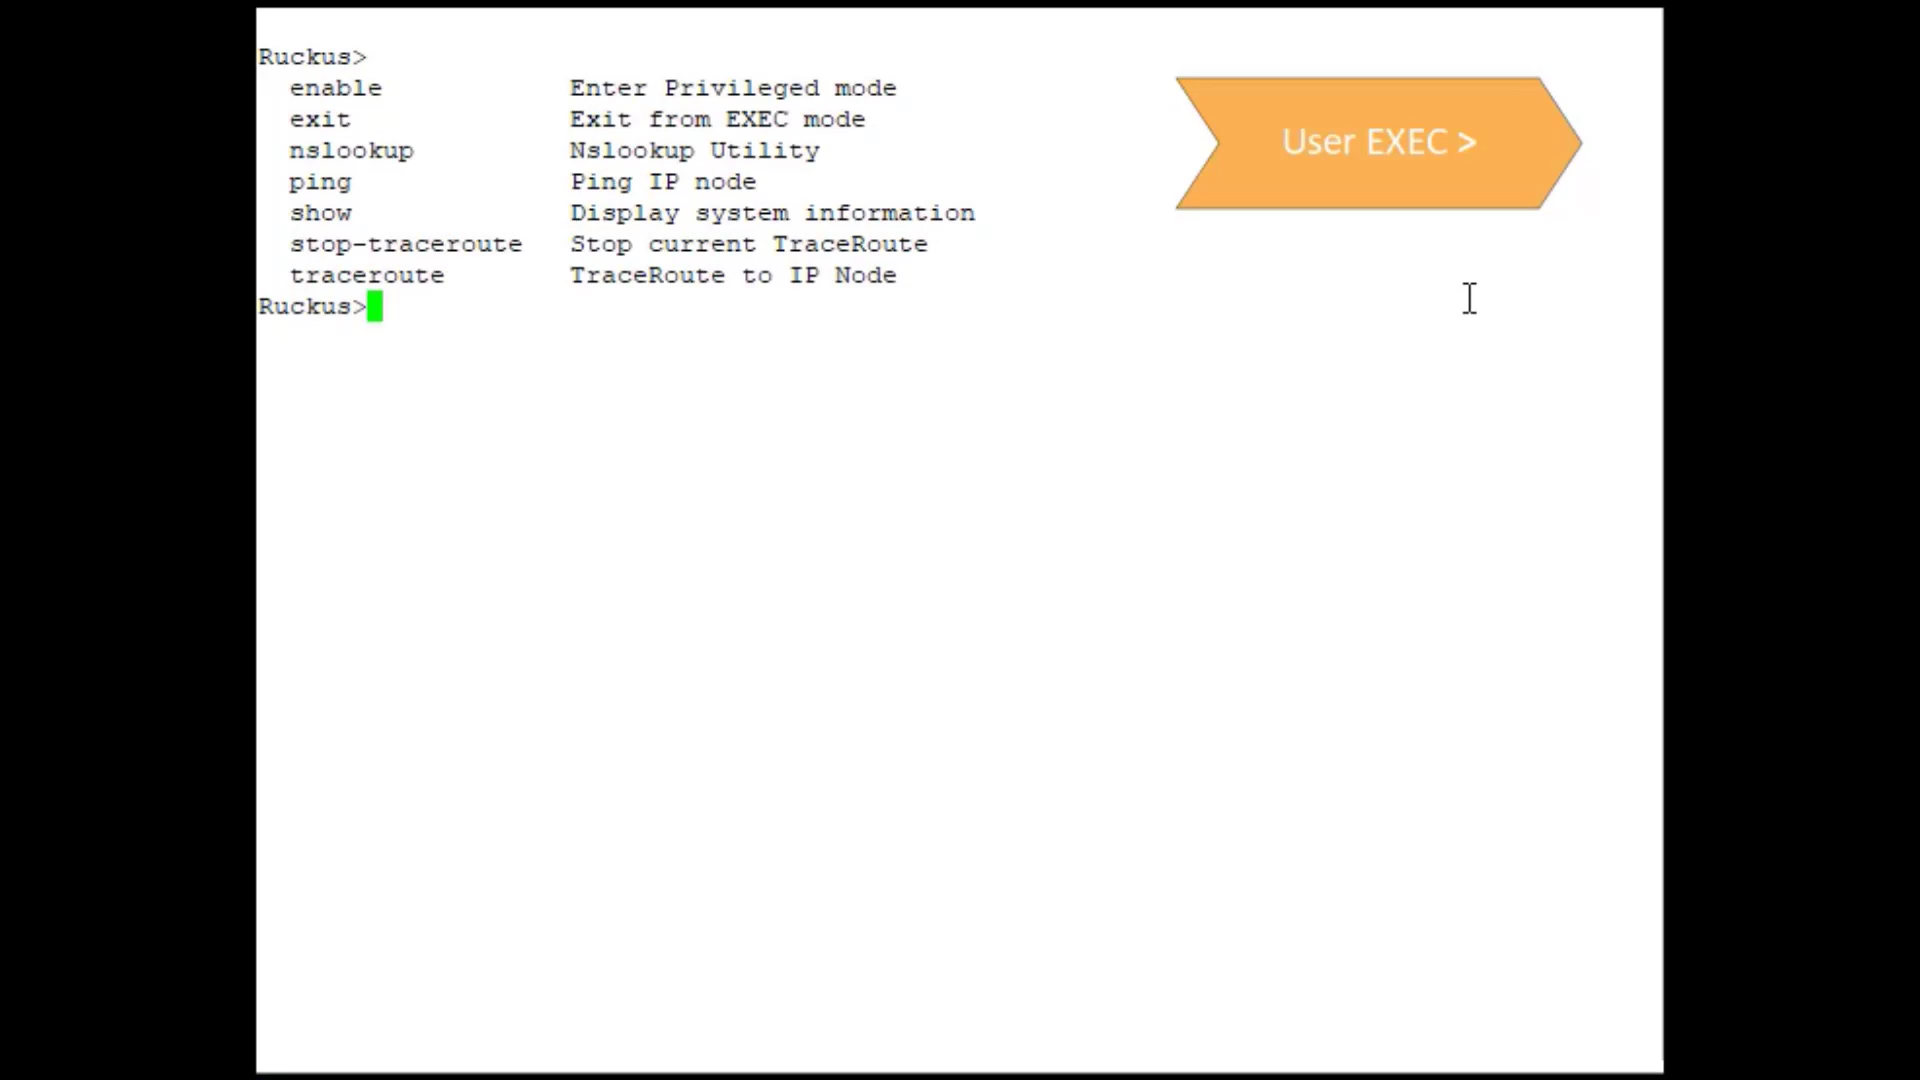 Ruckus>
enable Enter Privileged mode
exit Exit from EXEC mode
nslookup Nslookup Utility
ping Ping IP node
show Display system information
stop-traceroute Stop current TraceRoute
traceroute TraceRoute to IP Node
Ruckus>
User EXEC >